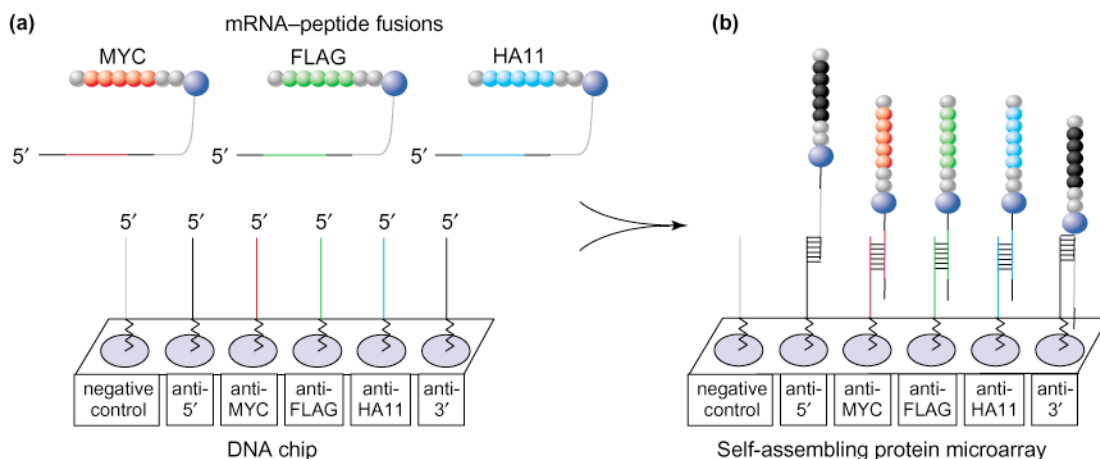 (a)
mRNA–peptide fusions
MYC
FLAG
HA11
5′
5′
5′
5′ 5′ 5′ 5′ 5′ 5′
negative control
anti-5′
anti-MYC
anti-FLAG
anti-HA11
anti-3′
DNA chip
(b)
negative control
anti-5′
anti-MYC
anti-FLAG
anti-HA11
anti-3′
Self-assembling protein microarray